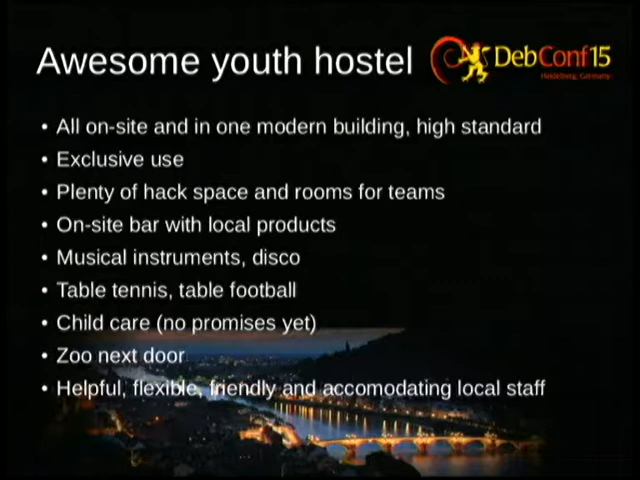 Awesome youth hostel
DebConf15
Heidelberg, Germany
• All on-site and in one modern building, high standard
• Exclusive use
• Plenty of hack space and rooms for teams
• On-site bar with local products
• Musical instruments, disco
• Table tennis, table football
• Child care (no promises yet)
• Zoo next door
• Helpful, flexible, friendly and accomodating local staff